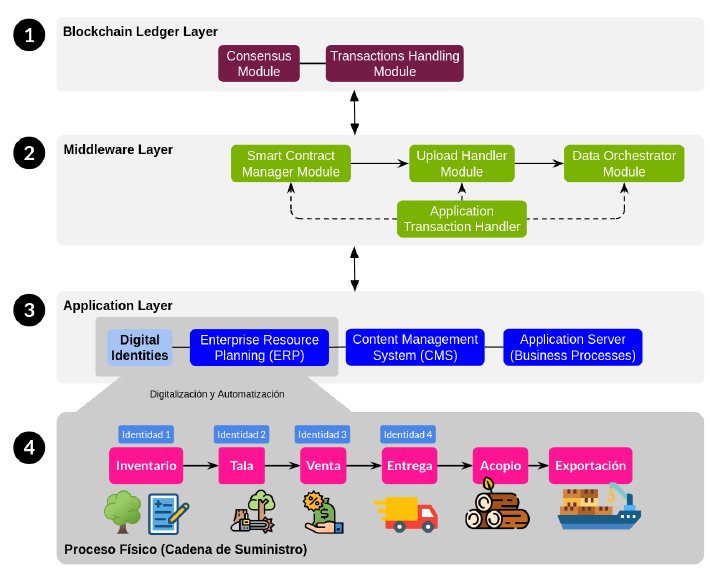 1
Blockchain Ledger Layer
Consensus
Module
Transactions Handling
Module
2
Middleware Layer
Smart Contract
Manager Module
Upload Handler
Module
Data Orchestrator
Module
Application
Transaction Handler
3
Application Layer
Digital
Identities
Enterprise Resource
Planning (ERP)
Content Management
System (CMS)
Application Server
(Business Processes)
Digitalización y Automatización
4
Identidad 1
Identidad 2
Identidad 3
Identidad 4
Inventario
Tala
Venta
Entrega
Acopio
Exportación
Proceso Físico (Cadena de Suministro)